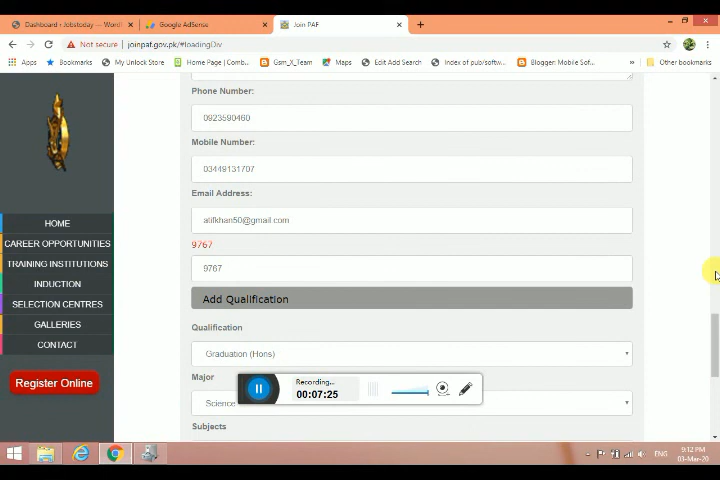 Dashboard ‹ Jobstoday — Word
Google AdSense
Join PAF
Not secure | joinpaf.gov.pk/#loadingDiv
Apps
Bookmarks
My Unlock Store
Home Page | Comb...
Gsm_X_Team
Maps
Edit Add Search
Index of pub/softw...
Blogger: Mobile Sof...
»
Other bookmarks
Phone Number:
0923590460
Mobile Number:
03449131707
Email Address:
atifkhan50@gmail.com
9767
9767
Add Qualification
Qualification
Graduation (Hons)
Major
Science
Subjects
HOME
CAREER OPPORTUNITIES
TRAINING INSTITUTIONS
INDUCTION
SELECTION CENTRES
GALLERIES
CONTACT
Register Online
Recording...
00:07:25
ENG
9:12 PM
03-Mar-20